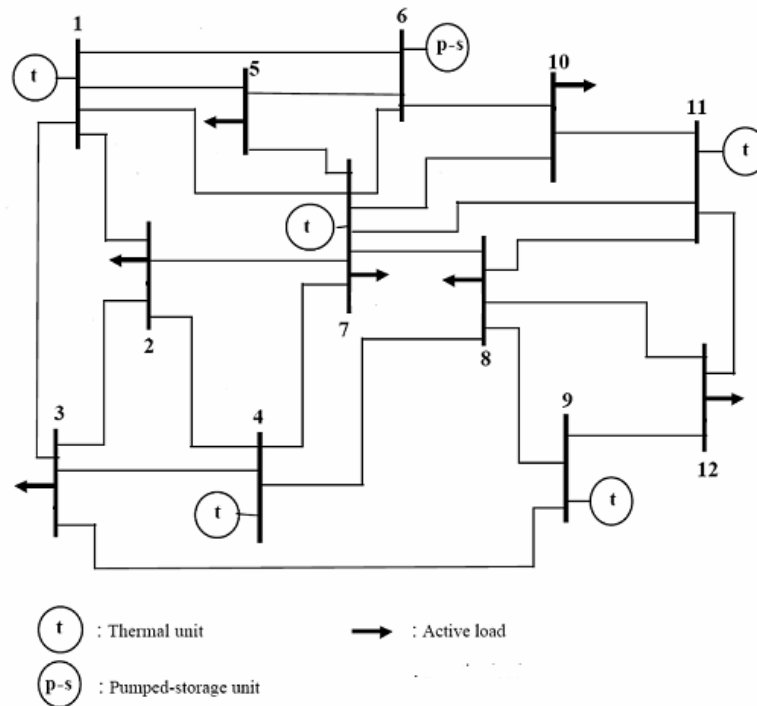 1
6
p-s
t
5
10
11
t
t
2
7
8
3
4
9
12
t
t
t : Thermal unit
: Active load
p-s : Pumped-storage unit